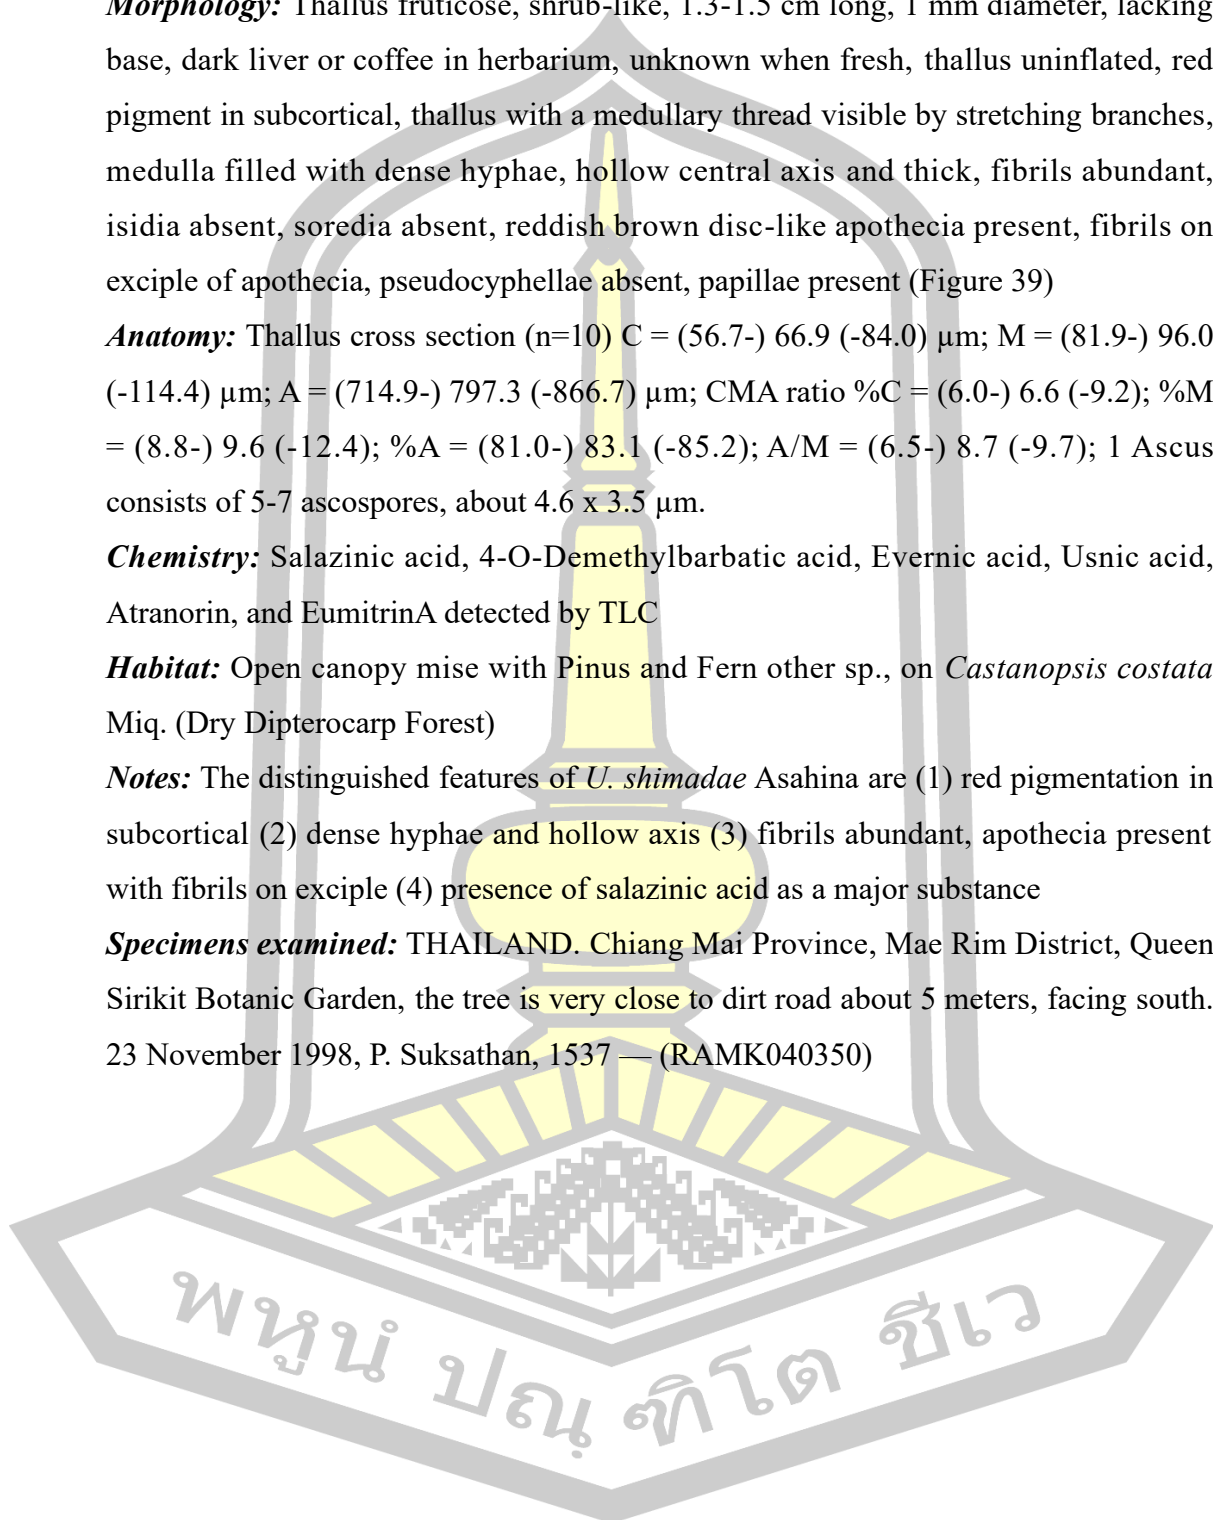 Morphology: Thallus fruticose, shrub-like, 1.3-1.5 cm long, 1 mm diameter, lacking
base, dark liver or coffee in herbarium, unknown when fresh, thallus uninflated, red
pigment in subcortical, thallus with a medullary thread visible by stretching branches,
medulla filled with dense hyphae, hollow central axis and thick, fibrils abundant,
isidia absent, soredia absent, reddish brown disc-like apothecia present, fibrils on
exciple of apothecia, pseudocyphellae absent, papillae present (Figure 39)
Anatomy: Thallus cross section (n=10) C = (56.7-) 66.9 (-84.0) µm; M = (81.9-) 96.0
(-114.4) µm; A = (714.9-) 797.3 (-866.7) µm; CMA ratio %C = (6.0-) 6.6 (-9.2); %M
= (8.8-) 9.6 (-12.4); %A = (81.0-) 83.1 (-85.2); A/M = (6.5-) 8.7 (-9.7); 1 Ascus
consists of 5-7 ascospores, about 4.6 x 3.5 µm.
Chemistry: Salazinic acid, 4-O-Demethylbarbatic acid, Evernic acid, Usnic acid,
Atranorin, and EumitrinA detected by TLC
Habitat: Open canopy mise with Pinus and Fern other sp., on Castanopsis costata
Miq. (Dry Dipterocarp Forest)
Notes: The distinguished features of U. shimadae Asahina are (1) red pigmentation in
subcortical (2) dense hyphae and hollow axis (3) fibrils abundant, apothecia present
with fibrils on exciple (4) presence of salazinic acid as a major substance
Specimens examined: THAILAND. Chiang Mai Province, Mae Rim District, Queen
Sirikit Botanic Garden, the tree is very close to dirt road about 5 meters, facing south.
23 November 1998, P. Suksathan, 1537 — (RAMK040350)
พหูนํ ปณฺฑิโต ชีเว